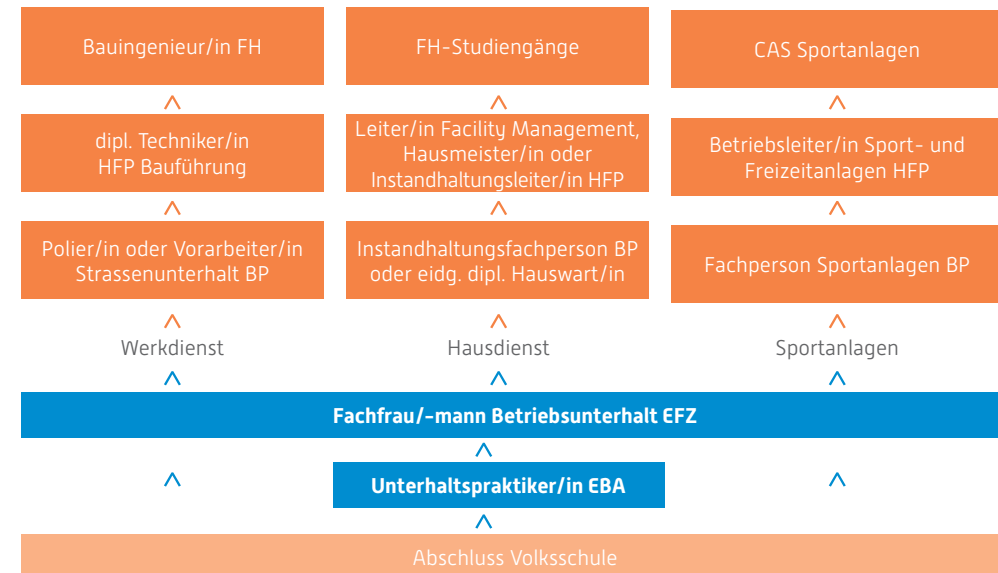 Bauingenieur/in FH
FH-Studiengänge
CAS Sportanlagen
dipl. Techniker/in
HFP Bauführung
Leiter/in Facility Management,
Hausmeister/in oder
Instandhaltungsleiter/in HFP
Betriebsleiter/in Sport- und
Freizeitanlagen HFP
Polier/in oder Vorarbeiter/in
Strassenunterhalt BP
Instandhaltungsfachperson BP
oder eidg. dipl. Hauswart/in
Fachperson Sportanlagen BP
Werkdienst
Hausdienst
Sportanlagen
Fachfrau/-mann Betriebsunterhalt EFZ
Unterhaltspraktiker/in EBA
Abschluss Volksschule